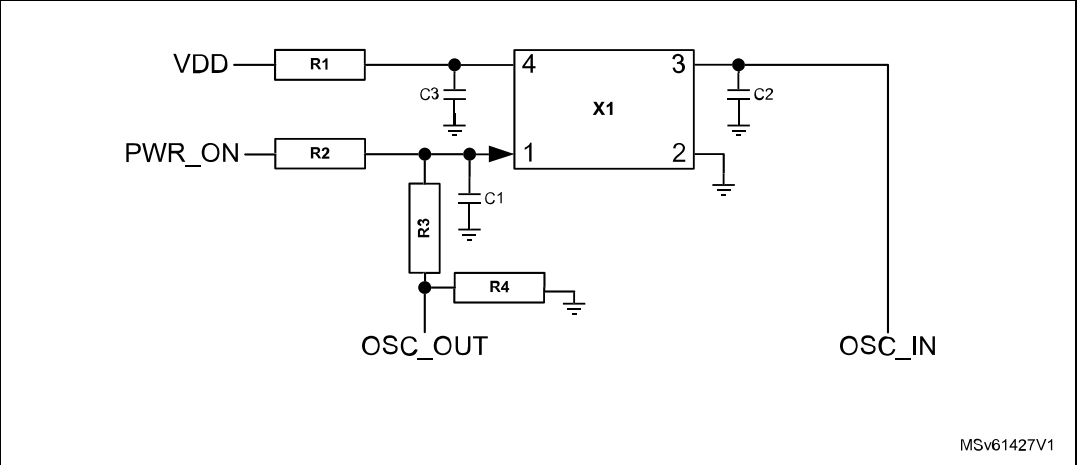 VDD
R1
4
3
C3
C2
X1
PWR_ON
R2
1
2
C1
R3
R4
OSC_OUT
OSC_IN
MSv61427V1